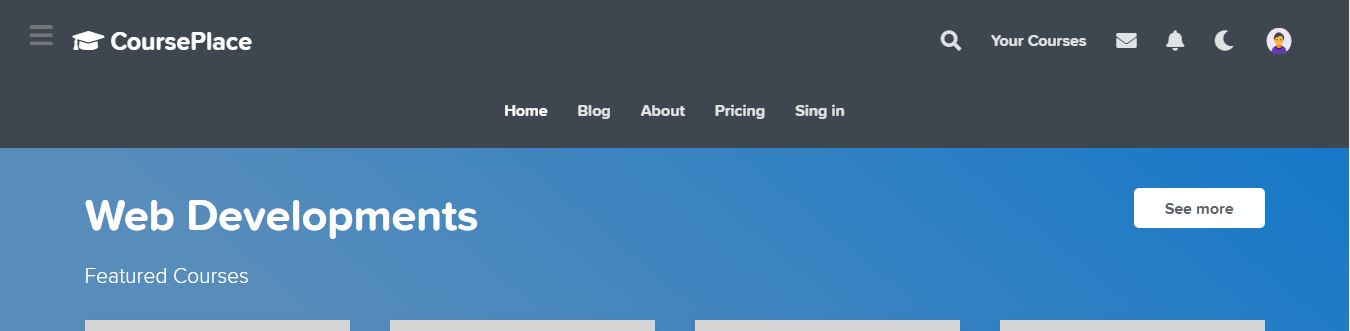 CoursePlace Your Courses
Home Blog About Pricing Sing in
Web Developments See more
Featured Courses